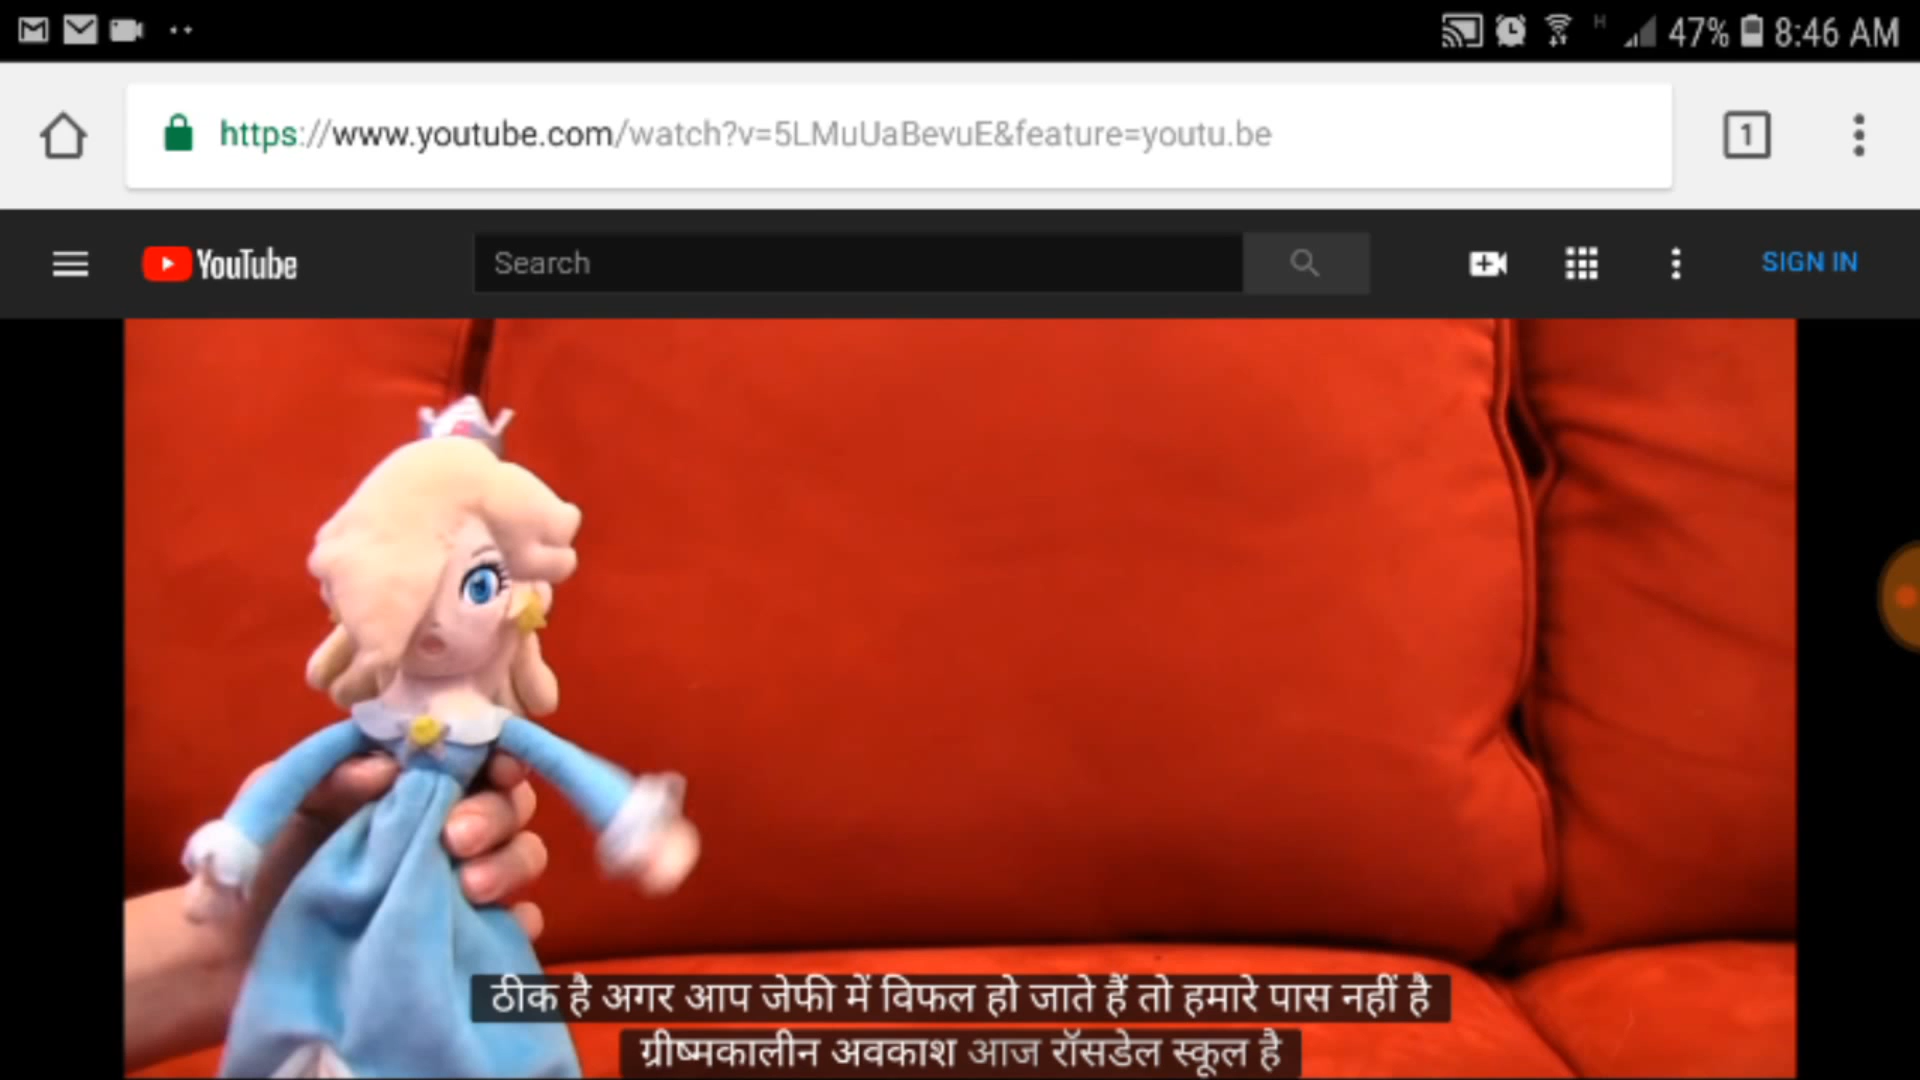 H 47% 8:46 AM
https://www.youtube.com/watch?v=5LMuUaBevuE&feature=youtu.be
1
YouTube
Search
SIGN IN
ठीक है अगर आप जेफी में विफल हो जाते हैं तो हमारे पास नहीं है
ग्रीष्मकालीन अवकाश आज रॉसडेल स्कूल है